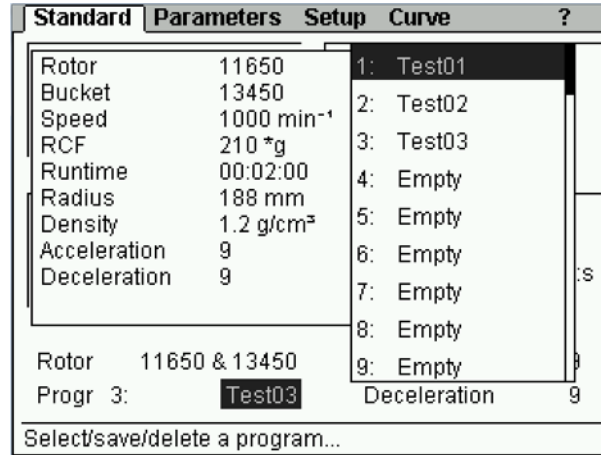 Standard Parameters Setup Curve ?
Rotor 11650
Bucket 13450
Speed 1000 min⁻¹
RCF 210 *g
Runtime 00:02:00
Radius 188 mm
Density 1.2 g/cm³
Acceleration 9
Deceleration 9
1: Test01
2: Test02
3: Test03
4: Empty
5: Empty
6: Empty
7: Empty
8: Empty
9: Empty
:s
Rotor 11650 & 13450
Progr 3: Test03 Deceleration 9
Select/save/delete a program...